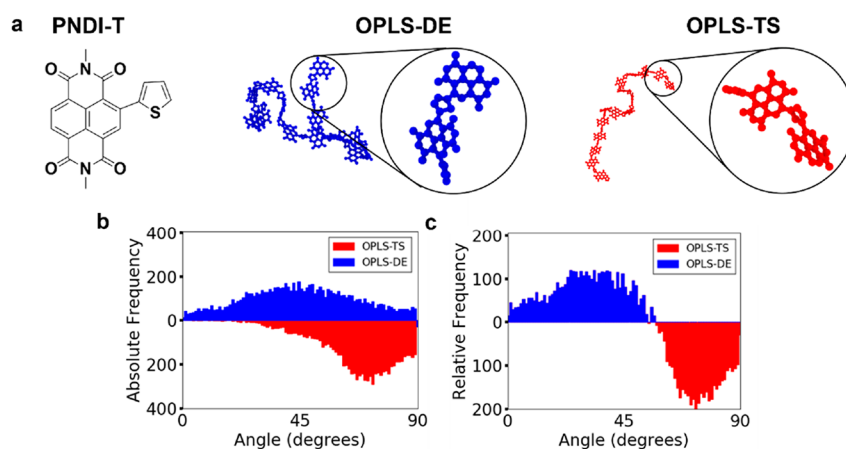 a PNDI-T OPLS-DE OPLS-TS
O N O
S
O N O
b c
400 200
200 100
0 0
200 100
400 200
Absolute Frequency
Relative Frequency
OPLS-TS
OPLS-DE
OPLS-TS
OPLS-DE
0 45 90
0 45 90
Angle (degrees) Angle (degrees)